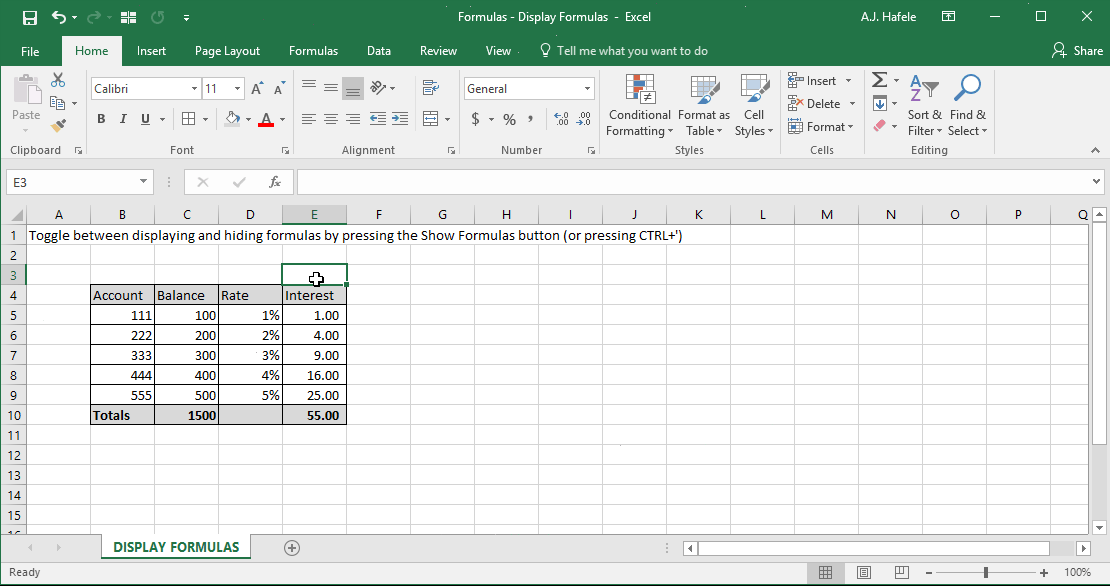 Formulas - Display Formulas - Excel
A.J. Hafele
File Home Insert Page Layout Formulas Data Review View Tell me what you want to do Share
Calibri 11 General
Insert
Delete
Format
Paste
B I U A $ % ,
Conditional Formatting
Format as Table
Cell Styles
Sort & Filter
Find & Select
Clipboard Font Alignment Number Styles Cells Editing
E3 fx
A B C D E F G H I J K L M N O P Q
1 Toggle between displaying and hiding formulas by pressing the Show Formulas button (or pressing CTRL+')
2
3
4 Account Balance Rate Interest
5 111 100 1% 1.00
6 222 200 2% 4.00
7 333 300 3% 9.00
8 444 400 4% 16.00
9 555 500 5% 25.00
10 Totals 1500 55.00
11
12
13
14
15
16
DISPLAY FORMULAS
Ready 100%